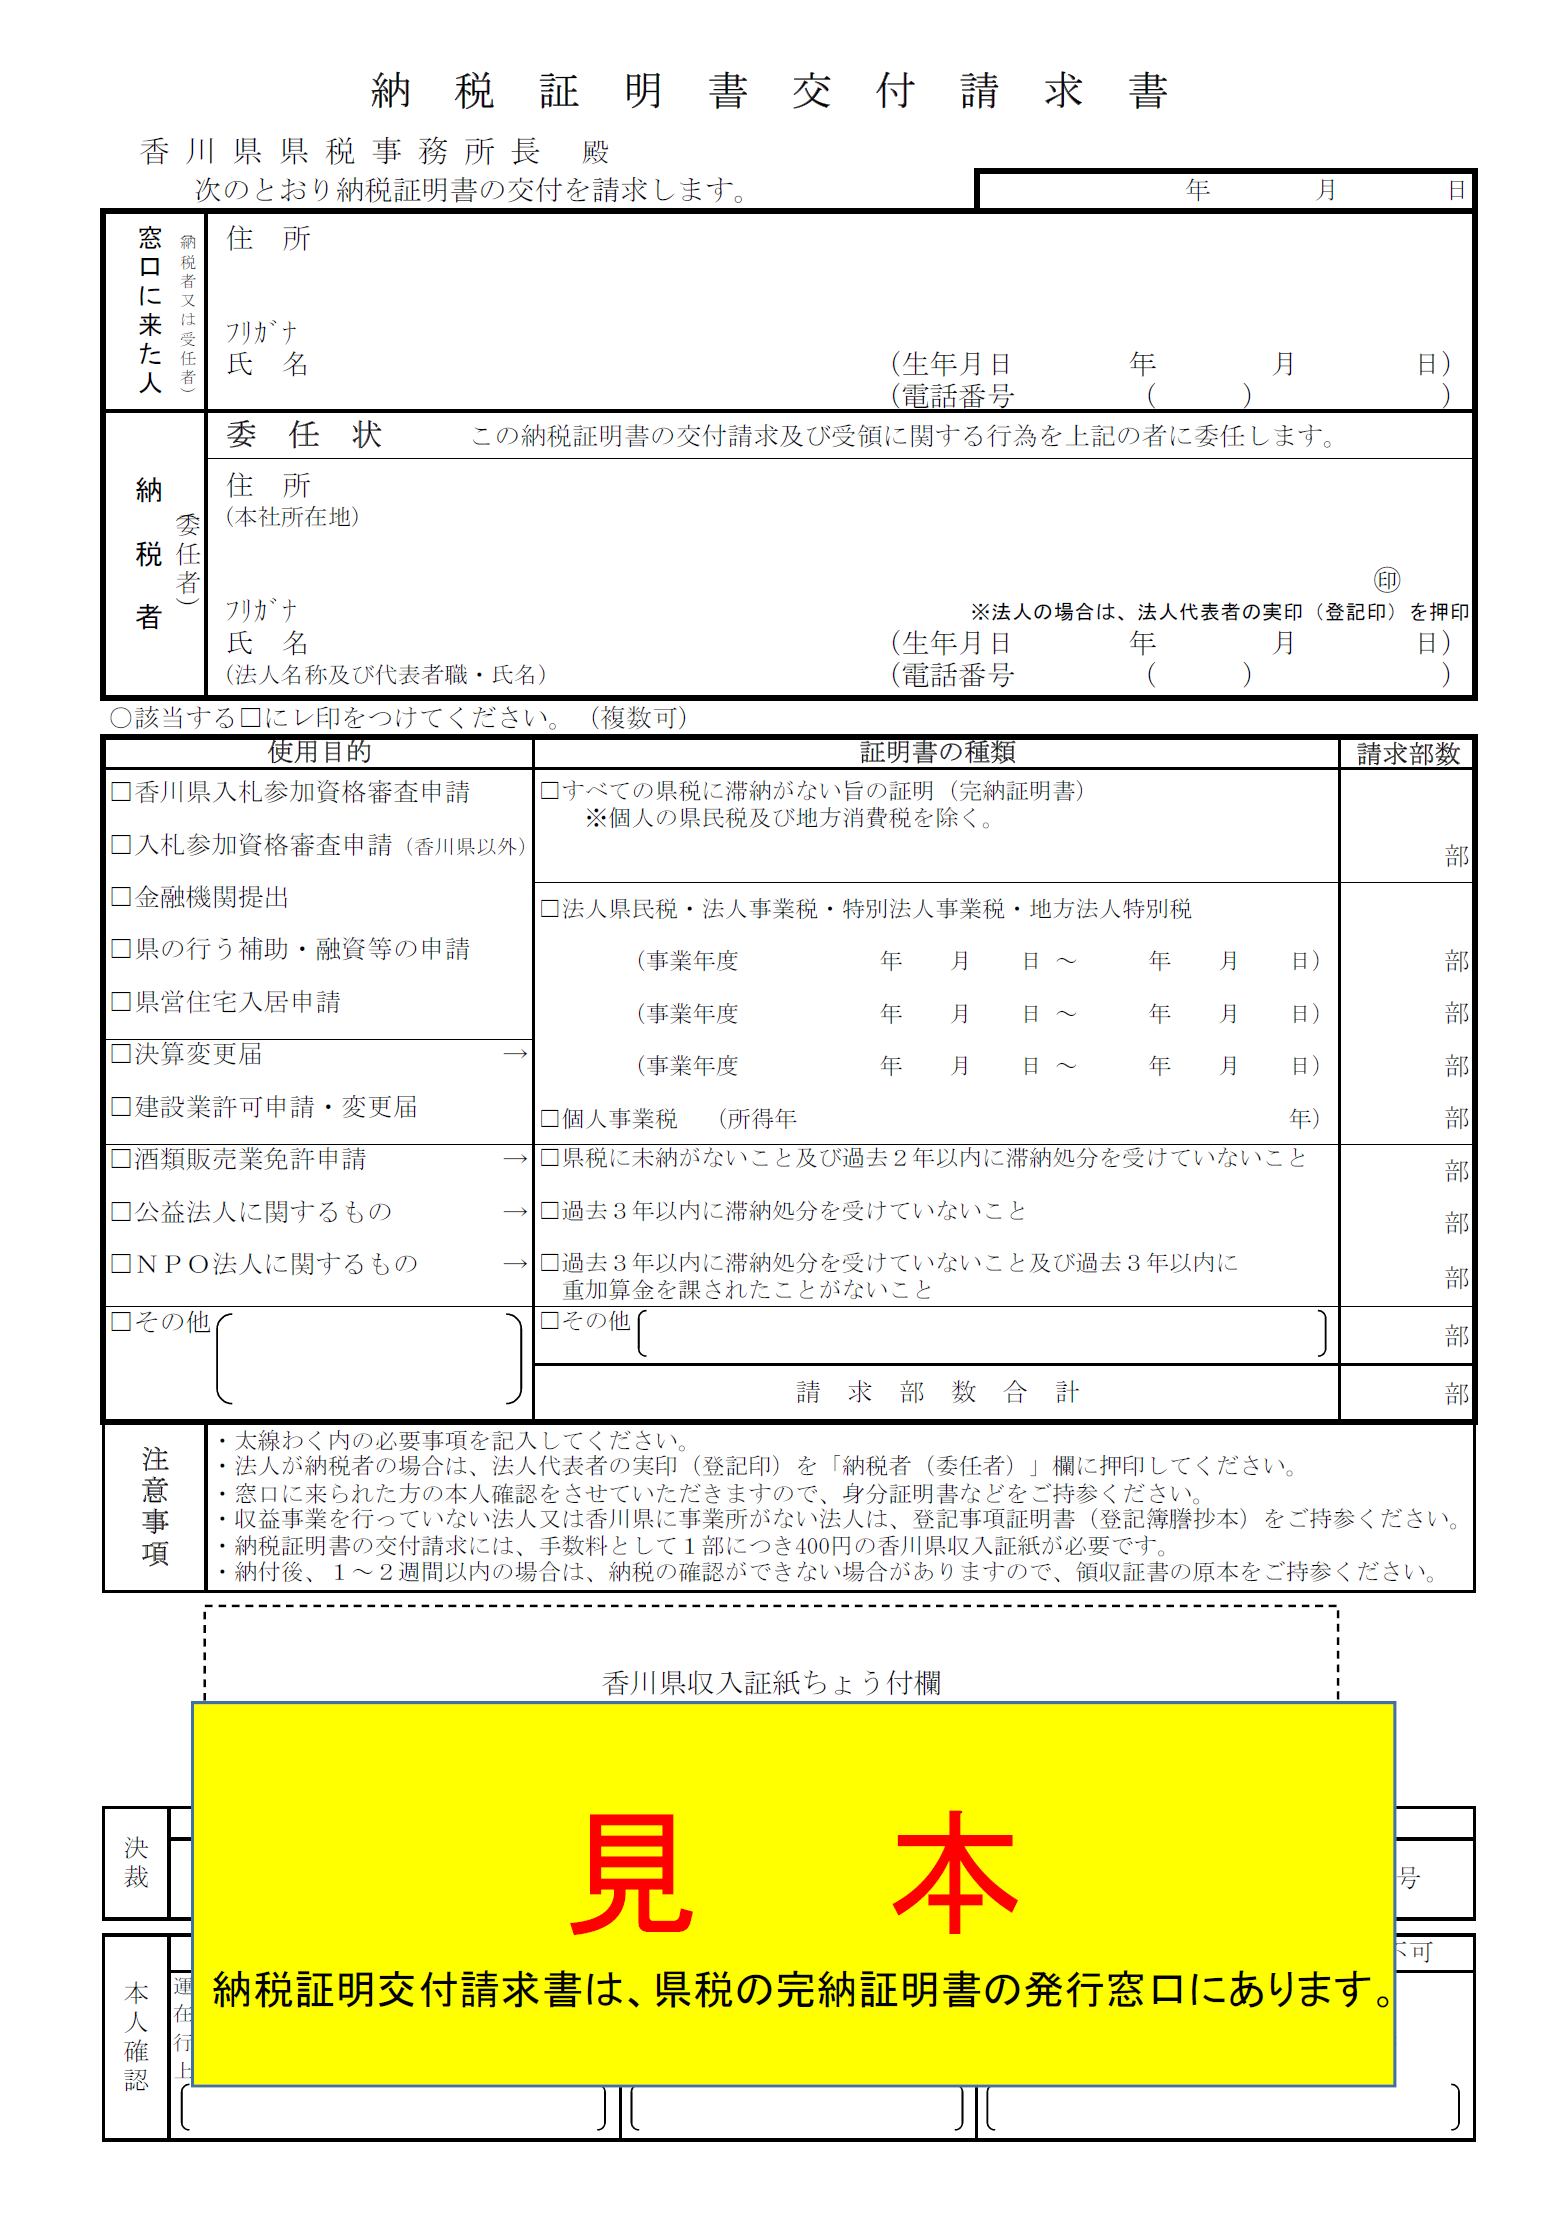 納税証明書交付請求書
香川県県税事務所長 殿
次のとおり納税証明書の交付を請求します。
年 月 日
窓口に来た人
（納税者又は受任者）
住 所
ﾌﾘｶﾞﾅ
氏 名
（生年月日 年 月 日）
（電話番号 （ ） ）
納税者
（委任者）
委 任 状 この納税証明書の交付請求及び受領に関する行為を上記の者に委任します。
住 所
（本社所在地）
㊞
ﾌﾘｶﾞﾅ
※法人の場合は、法人代表者の実印（登記印）を押印
氏 名
（生年月日 年 月 日）
（法人名称及び代表者職・氏名）
（電話番号 （ ） ）
○該当する□にレ印をつけてください。（複数可）
使用目的 証明書の種類 請求部数
□香川県入札参加資格審査申請
□入札参加資格審査申請（香川県以外）
□金融機関提出
□県の行う補助・融資等の申請
□県営住宅入居申請
□決算変更届 →
□建設業許可申請・変更届
□酒類販売業免許申請 →
□公益法人に関するもの →
□ＮＰＯ法人に関するもの →
□その他
□すべての県税に滞納がない旨の証明（完納証明書）
※個人の県民税及び地方消費税を除く。
部
□法人県民税・法人事業税・特別法人事業税・地方法人特別税
（事業年度 年 月 日 ～ 年 月 日） 部
（事業年度 年 月 日 ～ 年 月 日） 部
（事業年度 年 月 日 ～ 年 月 日） 部
□個人事業税 （所得年 年） 部
□県税に未納がないこと及び過去２年以内に滞納処分を受けていないこと 部
□過去３年以内に滞納処分を受けていないこと 部
□過去３年以内に滞納処分を受けていないこと及び過去３年以内に
重加算金を課されたことがないこと 部
□その他 部
請 求 部 数 合 計 部
注意事項
・太線わく内の必要事項を記入してください。
・法人が納税者の場合は、法人代表者の実印（登記印）を「納税者（委任者）」欄に押印してください。
・窓口に来られた方の本人確認をさせていただきますので、身分証明書などをご持参ください。
・収益事業を行っていない法人又は香川県に事業所がない法人は、登記事項証明書（登記簿謄抄本）をご持参ください。
・納税証明書の交付請求には、手数料として１部につき400円の香川県収入証紙が必要です。
・納付後、１～２週間以内の場合は、納税の確認ができない場合がありますので、領収証書の原本をご持参ください。
香川県収入証紙ちょう付欄
見 本
納税証明交付請求書は、県税の完納証明書の発行窓口にあります。
決裁
号
本人確認
不可
運
在
行
上